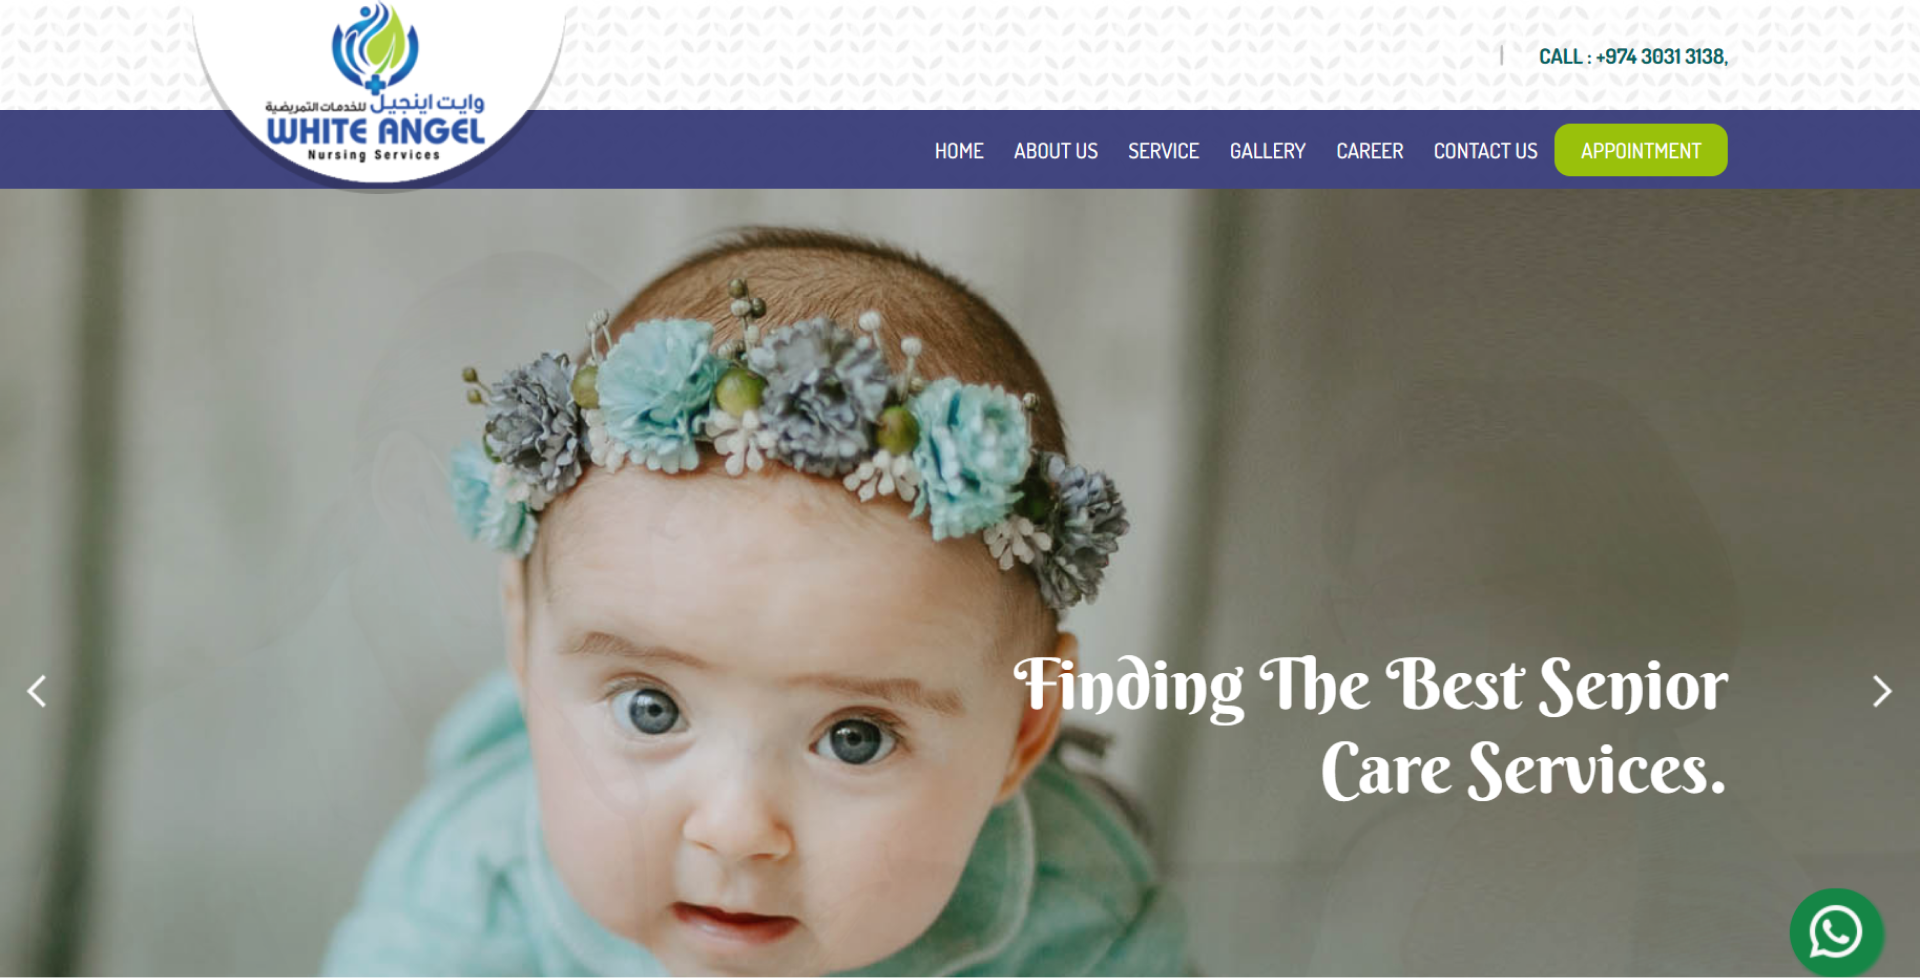 وايت اينجيل للخدمات التمريضية
WHITE ANGEL
Nursing Services
CALL : +974 3031 3138,
HOME ABOUT US SERVICE GALLERY CAREER CONTACT US APPOINTMENT
Finding The Best Senior
Care Services.